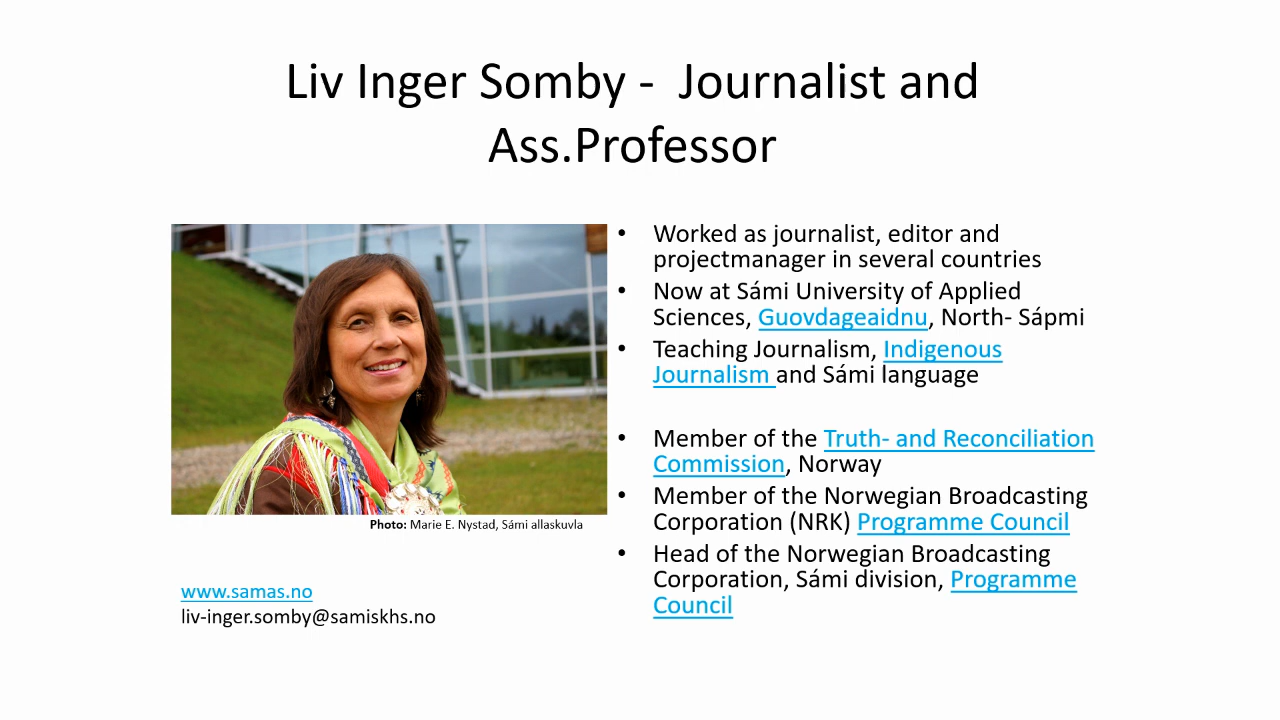 Liv Inger Somby -  Journalist and
Ass.Professor
• Worked as journalist, editor and
projectmanager in several countries
• Now at Sámi University of Applied
Sciences, Guovdageaidnu, North- Sápmi
• Teaching Journalism, Indigenous
Journalism and Sámi language
• Member of the Truth- and Reconciliation
Commission, Norway
• Member of the Norwegian Broadcasting
Corporation (NRK) Programme Council
• Head of the Norwegian Broadcasting
Corporation, Sámi division, Programme
Council
Photo: Marie E. Nystad, Sámi allaskuvla
www.samas.no
liv-inger.somby@samiskhs.no